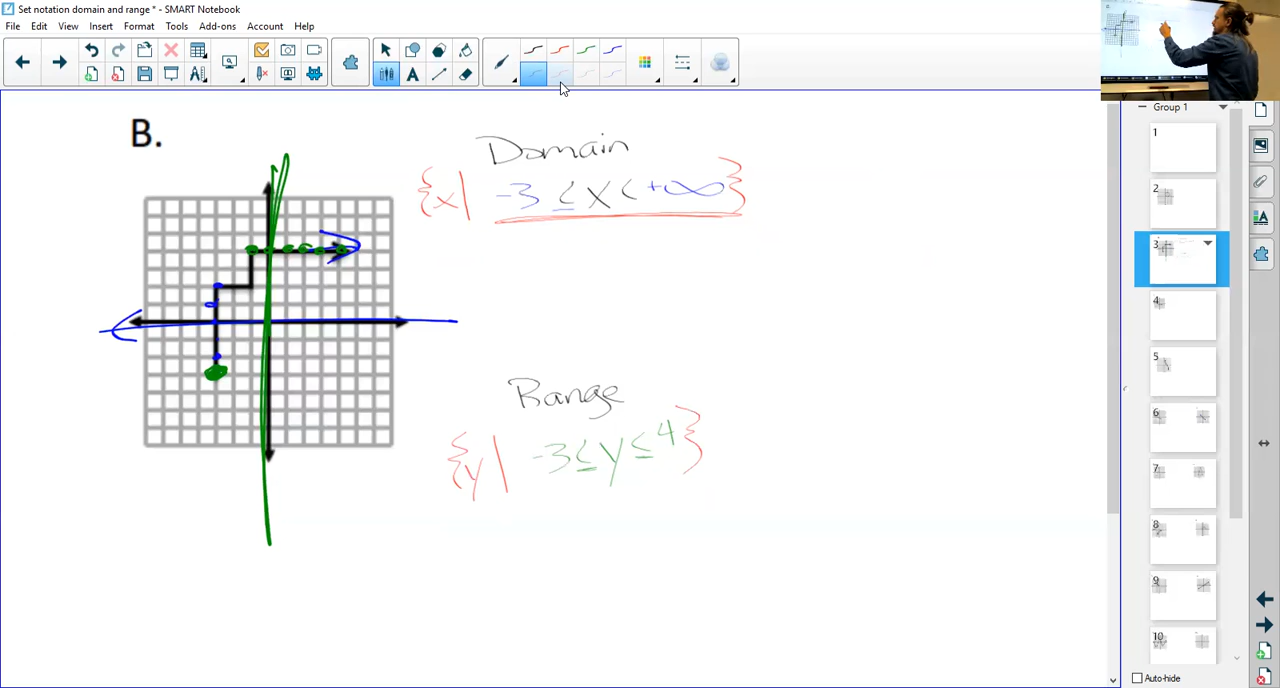 Set notation domain and range * - SMART Notebook
File Edit View Insert Format Tools Add-ons Account Help
Group 1
B.
Domain
{x| -3 ≤ x < +∞}
Range
{y| -3 ≤ y ≤ 4}
1
2
3
4
5
6
7
8
9
10
Auto-hide